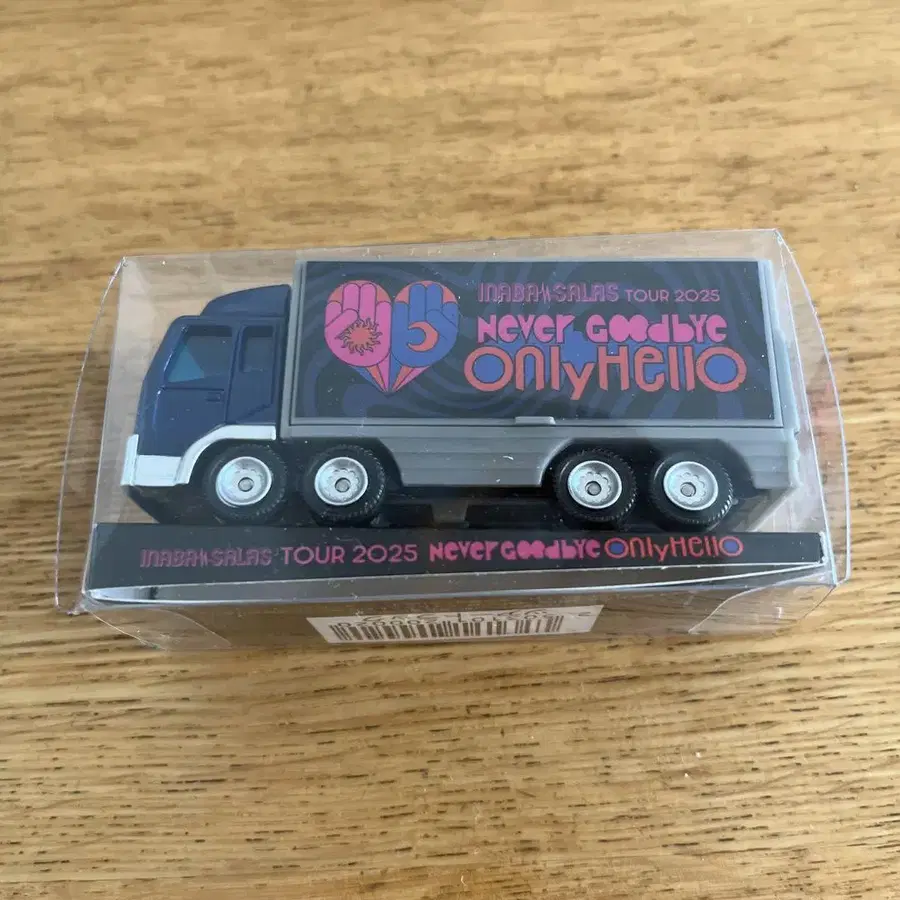 INABA SALAS TOUR 2025
Never Goodbye
OnlyHello
INABA SALAS TOUR 2025 Never Goodbye OnlyHello